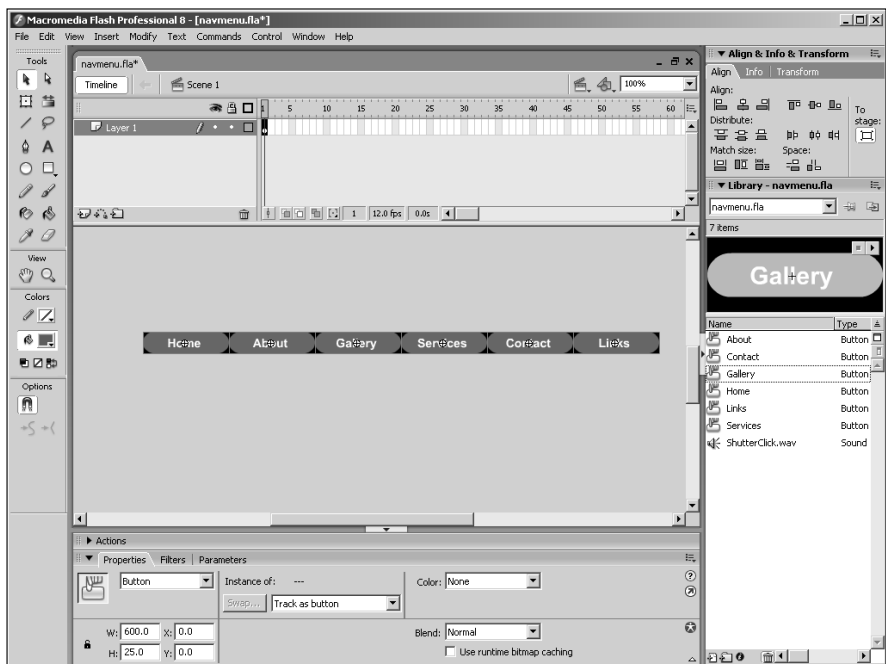 Macromedia Flash Professional 8 - [navmenu.fla*]
File Edit View Insert Modify Text Commands Control Window Help
Tools
View
Colors
Options
navmenu.fla*
Timeline Scene 1 100%
1 5 10 15 20 25 30 35 40 45 50 55 60
Layer 1
1 12.0 fps 0.0s
Home About Gallery Services Contact Links
Actions
Properties Filters Parameters
Button Instance of: --- Color: None
Swap... Track as button
W: 600.0 X: 0.0 Blend: Normal
H: 25.0 Y: 0.0 Use runtime bitmap caching
Align & Info & Transform
Align Info Transform
Align:
To stage:
Distribute:
Match size: Space:
Library - navmenu.fla
navmenu.fla
7 items
Gallery
Name Type
About Button
Contact Button
Gallery Button
Home Button
Links Button
Services Button
ShutterClick.wav Sound